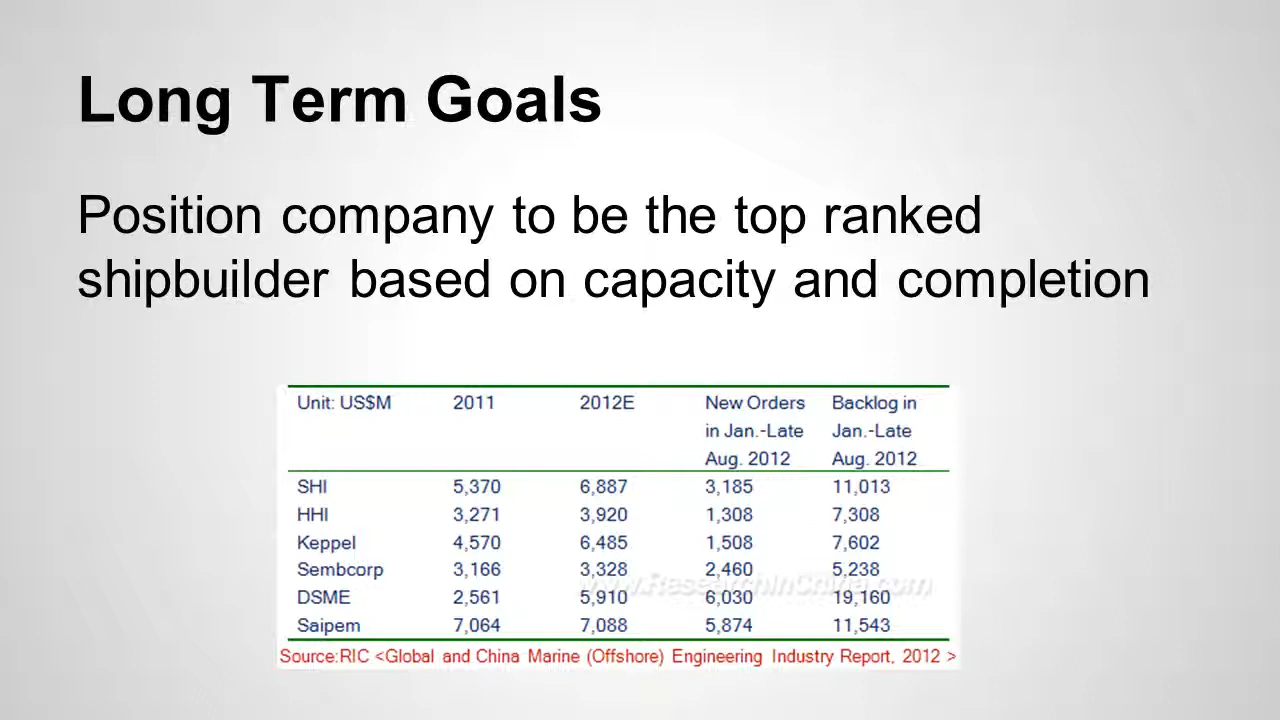 Long Term Goals
Position company to be the top ranked
shipbuilder based on capacity and completion
Unit: US$M 2011 2012E New Orders Backlog in
in Jan.-Late Jan.-Late
Aug. 2012 Aug. 2012
SHI 5,370 6,887 3,185 11,013
HHI 3,271 3,920 1,308 7,308
Keppel 4,570 6,485 1,508 7,602
Sembcorp 3,166 3,328 2,460 5,238
www.ResearchInChina.com
DSME 2,561 5,910 6,030 19,160
Saipem 7,064 7,088 5,874 11,543
Source:RIC <Global and China Marine (Offshore) Engineering Industry Report, 2012 >